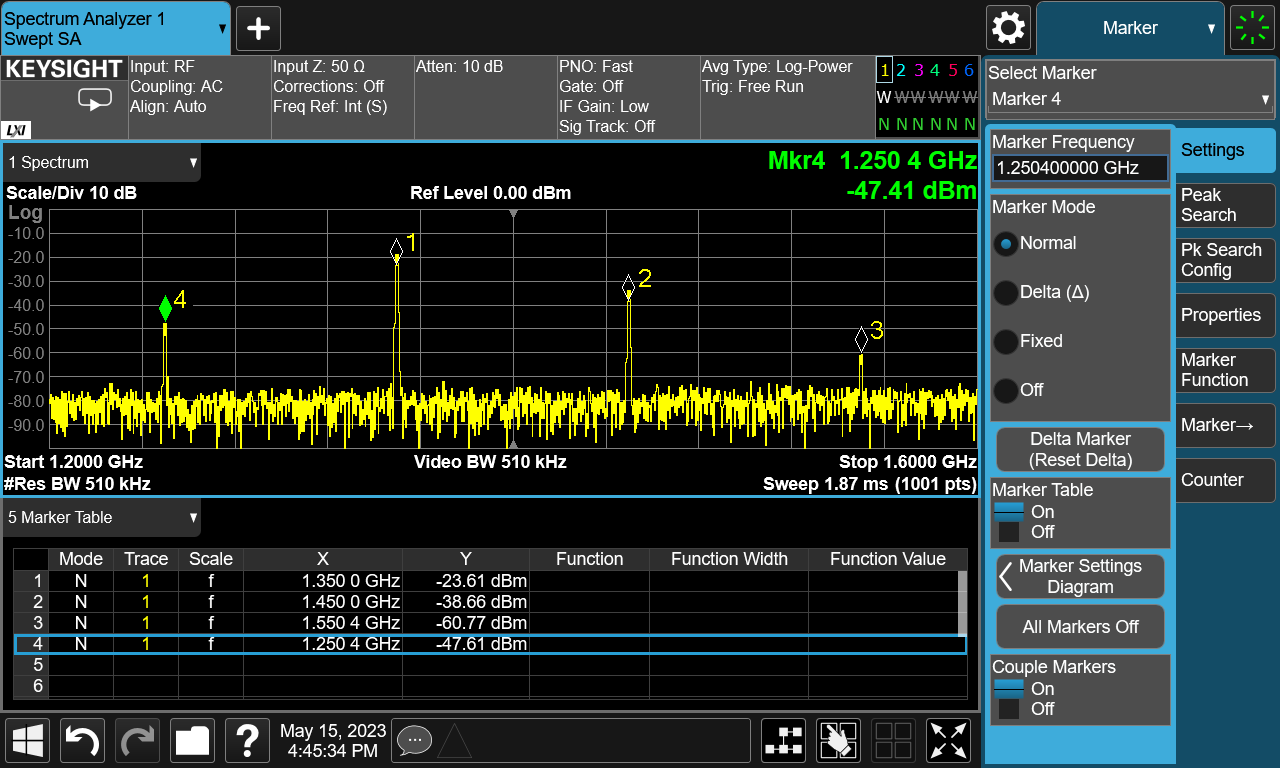 Spectrum Analyzer 1
Swept SA
Marker
KEYSIGHT
LXI
Input: RF
Coupling: AC
Align: Auto
Input Z: 50 Ω
Corrections: Off
Freq Ref: Int (S)
Atten: 10 dB
PNO: Fast
Gate: Off
IF Gain: Low
Sig Track: Off
Avg Type: Log-Power
Trig: Free Run
1 2 3 4 5 6
W W W W W W
N N N N N N
1 Spectrum
Mkr4 1.250 4 GHz
-47.41 dBm
Scale/Div 10 dB
Ref Level 0.00 dBm
Log
-10.0
-20.0
-30.0
-40.0
-50.0
-60.0
-70.0
-80.0
-90.0
4
1
2
3
Start 1.2000 GHz
Video BW 510 kHz
Stop 1.6000 GHz
#Res BW 510 kHz
Sweep 1.87 ms (1001 pts)
5 Marker Table
Mode Trace Scale X Y Function Function Width Function Value
1 N 1 f 1.350 0 GHz -23.61 dBm
2 N 1 f 1.450 0 GHz -38.66 dBm
3 N 1 f 1.550 4 GHz -60.77 dBm
4 N 1 f 1.250 4 GHz -47.61 dBm
5
6
?
May 15, 2023
4:45:34 PM
Select Marker
Marker 4
Marker Frequency
1.250400000 GHz
Marker Mode
Normal
Delta (Δ)
Fixed
Off
Delta Marker
(Reset Delta)
Marker Table
On
Off
Marker Settings
Diagram
All Markers Off
Couple Markers
On
Off
Settings
Peak
Search
Pk Search
Config
Properties
Marker
Function
Marker→
Counter